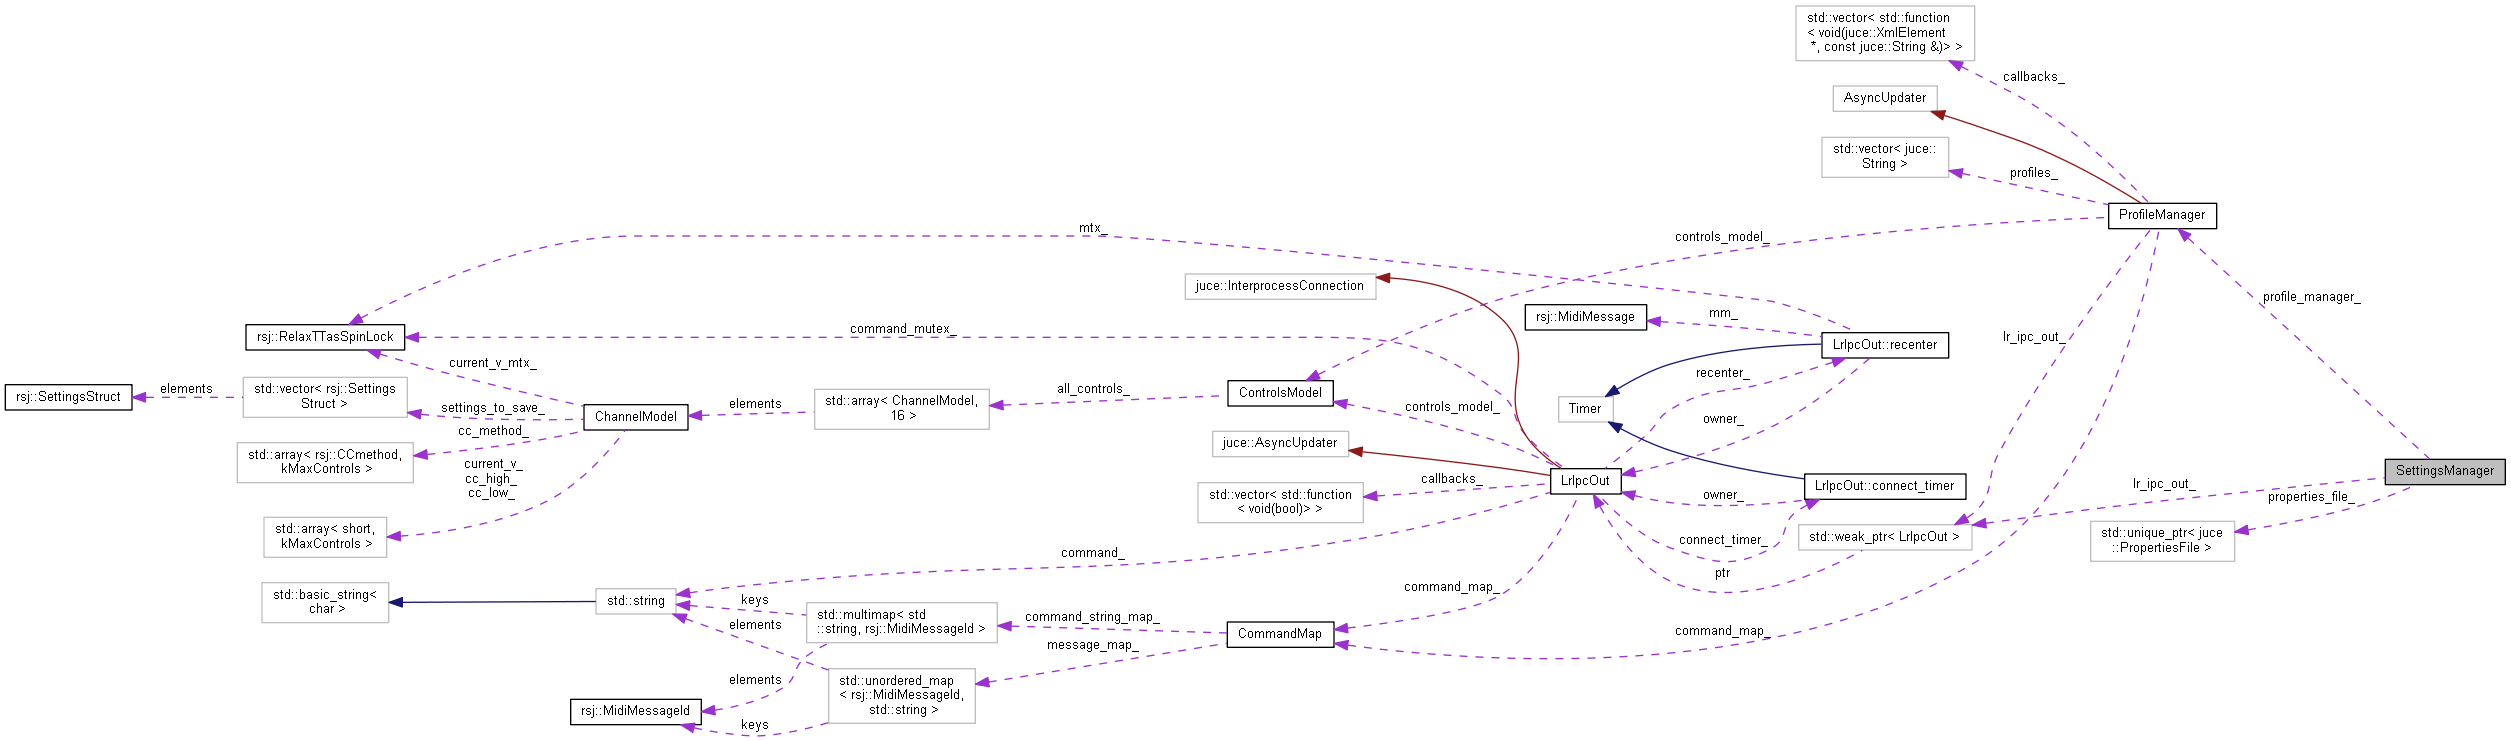 std::vector< std::function
< void(juce::XmlElement
*, const juce::String &)> >
callbacks_
AsyncUpdater
std::vector< juce::
String >
profiles_
ProfileManager
mtx_
controls_model_
juce::InterprocessConnection
profile_manager_
rsj::MidiMessage
mm_
command_mutex_
rsj::RelaxTTasSpinLock
lr_ipc_out_
LrIpcOut::recenter
current_v_mtx_
recenter_
rsj::SettingsStruct
elements
std::vector< rsj::Settings
Struct >
all_controls_
ControlsModel
settings_to_save_
ChannelModel
elements
std::array< ChannelModel,
16 >
controls_model_
Timer
owner_
cc_method_
std::array< rsj::CCmethod,
kMaxControls >
juce::AsyncUpdater
current_v_
cc_high_
cc_low_
callbacks_
LrIpcOut
SettingsManager
std::vector< std::function
< void(bool)> >
owner_
LrIpcOut::connect_timer
lr_ipc_out_
properties_file_
std::array< short,
kMaxControls >
connect_timer_
std::weak_ptr< LrIpcOut >
std::unique_ptr< juce
::PropertiesFile >
command_
ptr
std::basic_string<
char >
std::string
keys
command_map_
elements
std::multimap< std
::string, rsj::MidiMessageId >
command_string_map_
CommandMap
command_map_
message_map_
elements
std::unordered_map
< rsj::MidiMessageId,
std::string >
rsj::MidiMessageId
keys